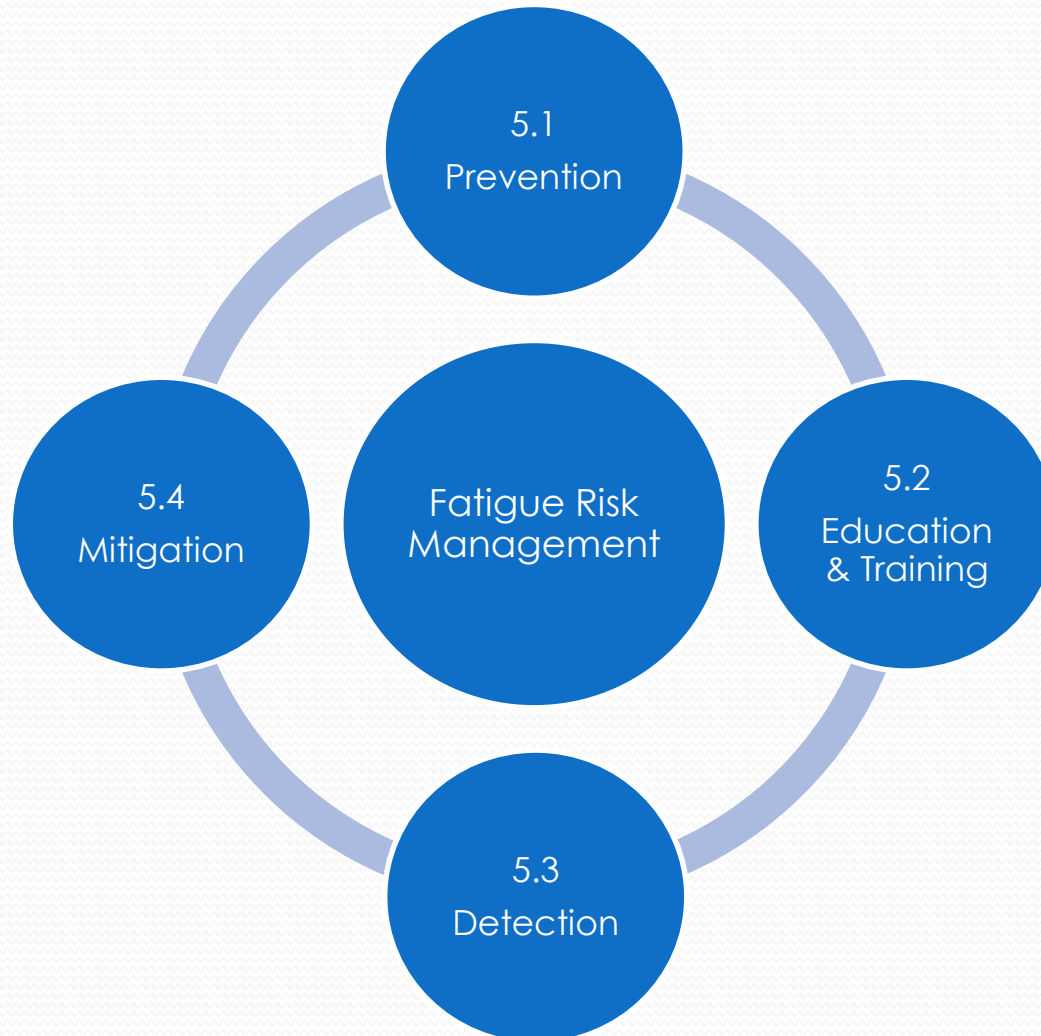 5.1
Prevention
5.4
Mitigation
Fatigue Risk
Management
5.2
Education
& Training
5.3
Detection